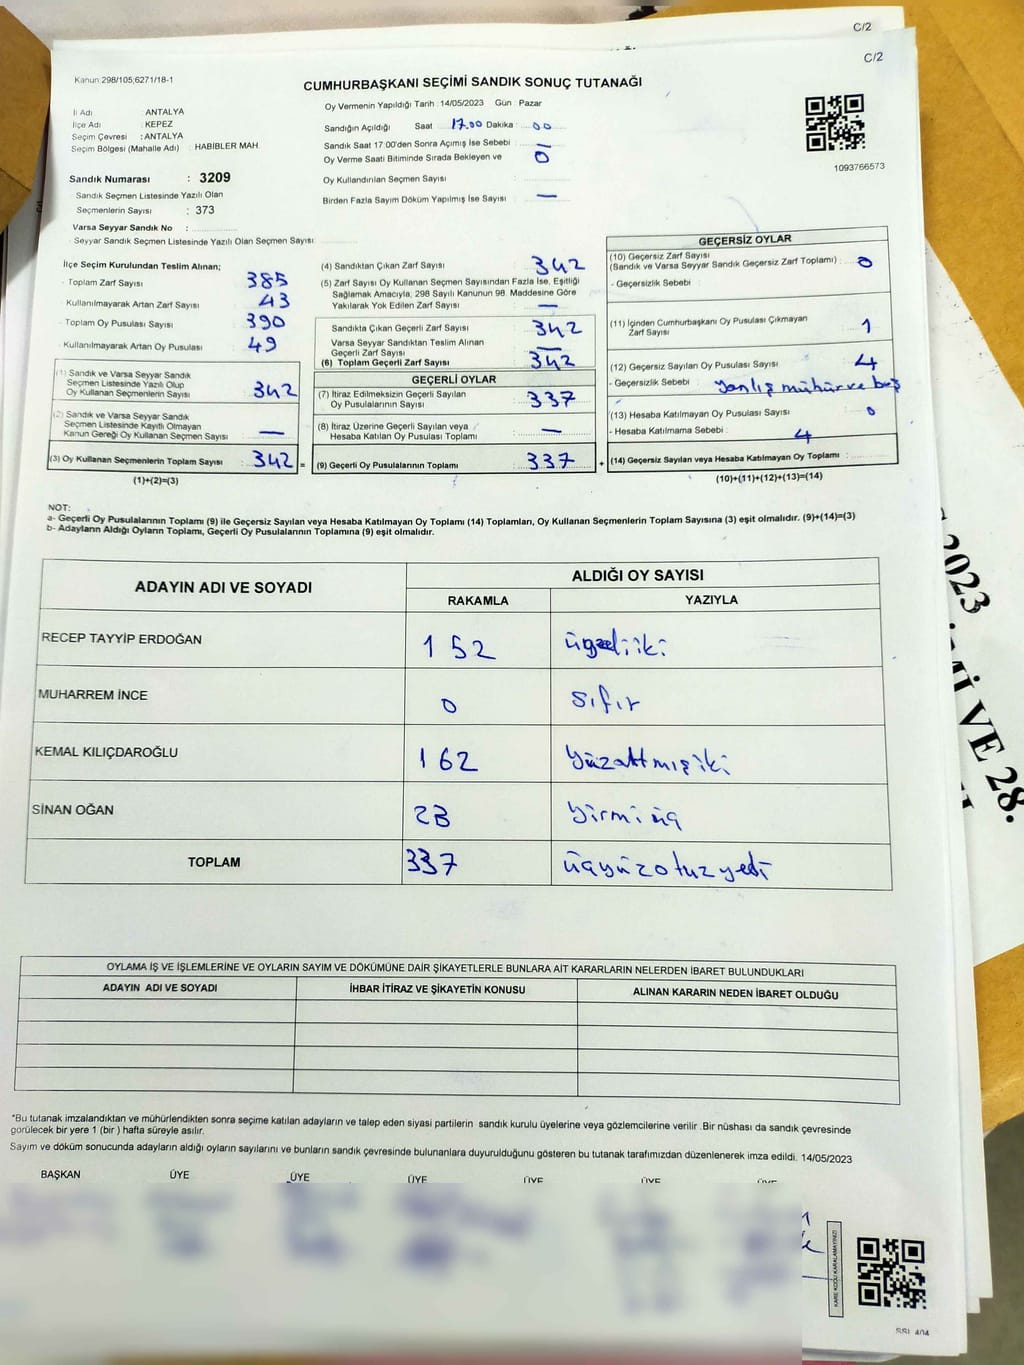 C/2
C/2
Kanun 298/105;6271/18-1
CUMHURBAŞKANI SEÇİMİ SANDIK SONUÇ TUTANAĞI
İl Adı ANTALYA
İlçe Adı : KEPEZ
Seçim Çevresi : ANTALYA
Seçim Bölgesi (Mahalle Adı) : HABİBLER MAH.
Sandık Numarası : 3209
Sandık Seçmen Listesinde Yazılı Olan
Seçmenlerin Sayısı : 373
Varsa Seyyar Sandık No :
Seyyar Sandık Seçmen Listesinde Yazılı Olan Seçmen Sayısı:
Oy Vermenin Yapıldığı Tarih : 14/05/2023 Gün : Pazar
Sandığın Açıldığı Saat 17.00 Dakika : 00
Sandık Saat 17:00'den Sonra Açımış İse Sebebi : —
Oy Verme Saati Bitiminde Sırada Bekleyen ve 0
Oy Kullandırılan Seçmen Sayısı :
Birden Fazla Sayım Döküm Yapılmış İse Sayısı : —
1093766573
İlçe Seçim Kurulundan Teslim Alınan;
- Toplam Zarf Sayısı 385
- Kullanılmayarak Artan Zarf Sayısı 43
- Toplam Oy Pusulası Sayısı 390
- Kullanılmayarak Artan Oy Pusulası : 49
(1) Sandık ve Varsa Seyyar Sandık
Seçmen Listesinde Yazılı Olup
Oy Kullanan Seçmenlerin Sayısı : 342
(2) Sandık ve Varsa Seyyar Sandık
Seçmen Listesinde Kayıtlı Olmayan
Kanun Gereği Oy Kullanan Seçmen Sayısı : —
(3) Oy Kullanan Seçmenlerin Toplam Sayısı : 342 =
(1)+(2)=(3)
(4) Sandıktan Çıkan Zarf Sayısı : 342
(5) Zarf Sayısı Oy Kullanan Seçmen Sayısından Fazla İse, Eşitliği
Sağlamak Amacıyla, 298 Sayılı Kanunun 98. Maddesine Göre
Yakılarak Yok Edilen Zarf Sayısı : —
Sandıkta Çıkan Geçerli Zarf Sayısı : 342
Varsa Seyyar Sandıktan Teslim Alınan
Geçerli Zarf Sayısı : —
(6) Toplam Geçerli Zarf Sayısı : 342
GEÇERLİ OYLAR
(7) İtiraz Edilmeksizin Geçerli Sayılan
Oy Pusulalarının Sayısı : 337
(8) İtiraz Üzerine Geçerli Sayılan veya
Hesaba Katılan Oy Pusulası Toplamı : —
(9) Geçerli Oy Pusulalarının Toplamı : 337 +
GEÇERSİZ OYLAR
(10) Geçersiz Zarf Sayısı
(Sandık ve Varsa Seyyar Sandık Geçersiz Zarf Toplamı) : 0
- Geçersizlik Sebebi :
(11) İçinden Cumhurbaşkanı Oy Pusulası Çıkmayan
Zarf Sayısı : 1
(12) Geçersiz Sayılan Oy Pusulası Sayısı : 4
- Geçersizlik Sebebi : yanlış mühür ve boş
(13) Hesaba Katılmayan Oy Pusulası Sayısı : 0
- Hesaba Katılmama Sebebi :
4
(14) Geçersiz Sayılan veya Hesaba Katılmayan Oy Toplamı :
(10)+(11)+(12)+(13)=(14)
NOT:
a- Geçerli Oy Pusulalarının Toplamı (9) ile Geçersiz Sayılan veya Hesaba Katılmayan Oy Toplamı (14) Toplamları, Oy Kullanan Seçmenlerin Toplam Sayısına (3) eşit olmalıdır. (9)+(14)=(3)
b- Adayların Aldığı Oyların Toplamı, Geçerli Oy Pusulalarının Toplamına (9) eşit olmalıdır.
ADAYIN ADI VE SOYADI ALDIĞI OY SAYISI
RAKAMLA YAZIYLA
RECEP TAYYİP ERDOĞAN 152
MUHARREM İNCE 0 sıfır
KEMAL KILIÇDAROĞLU 162 yüzaltmışiki
SİNAN OĞAN 23 yirmiüç
TOPLAM 337 üçyüzotuzyedi
OYLAMA İŞ VE İŞLEMLERİNE VE OYLARIN SAYIM VE DÖKÜMÜNE DAİR ŞİKAYETLERLE BUNLARA AİT KARARLARIN NELERDEN İBARET BULUNDUKLARI
ADAYIN ADI VE SOYADI İHBAR İTİRAZ VE ŞİKAYETİN KONUSU ALINAN KARARIN NEDEN İBARET OLDUĞU
"Bu tutanak imzalandıktan ve mühürlendikten sonra seçime katılan adayların ve talep eden siyasi partilerin sandık kurulu üyelerine veya gözlemcilerine verilir .Bir nüshası da sandık çevresinde
görülecek bir yere 1 (bir ) hafta süreyle asılır.
Sayım ve döküm sonucunda adayların aldığı oyların sayılarını ve bunların sandık çevresinde bulunanlara duyurulduğunu gösteren bu tutanak tarafımızdan düzenlenerek imza edildi. 14/05/2023
BAŞKAN ÜYE ÜYE ÜYE ÜYE ÜYE ÜYE
KARE KODU KARALAMAYINIZ!
2023
Mİ VE 28.